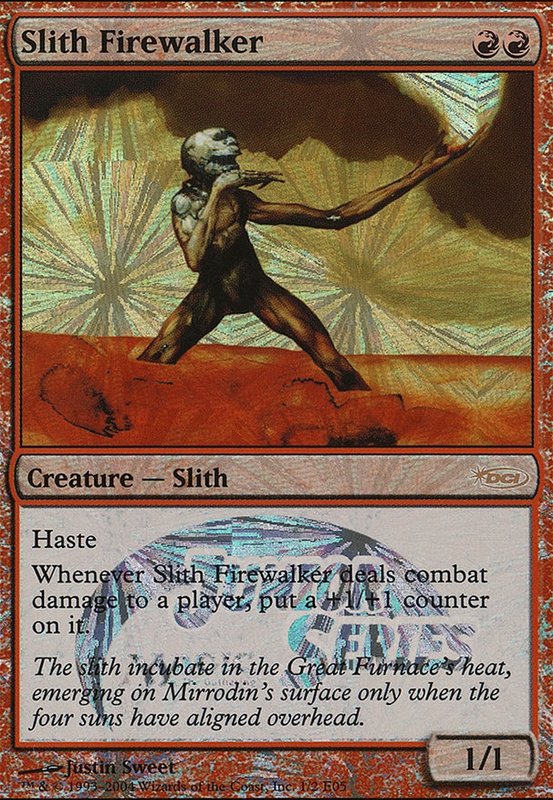 Slith Firewalker
Creature — Slith
DCI
Haste
Whenever Slith Firewalker deals combat
damage to a player, put a +1/+1 counter
on it.
The slith incubate in the Great Furnace's heat,
emerging on Mirrodin's surface only when the
four suns have aligned overhead.
1/1
Justin Sweet
™ & © 1993–2004 Wizards of the Coast, Inc. 1/2 E05